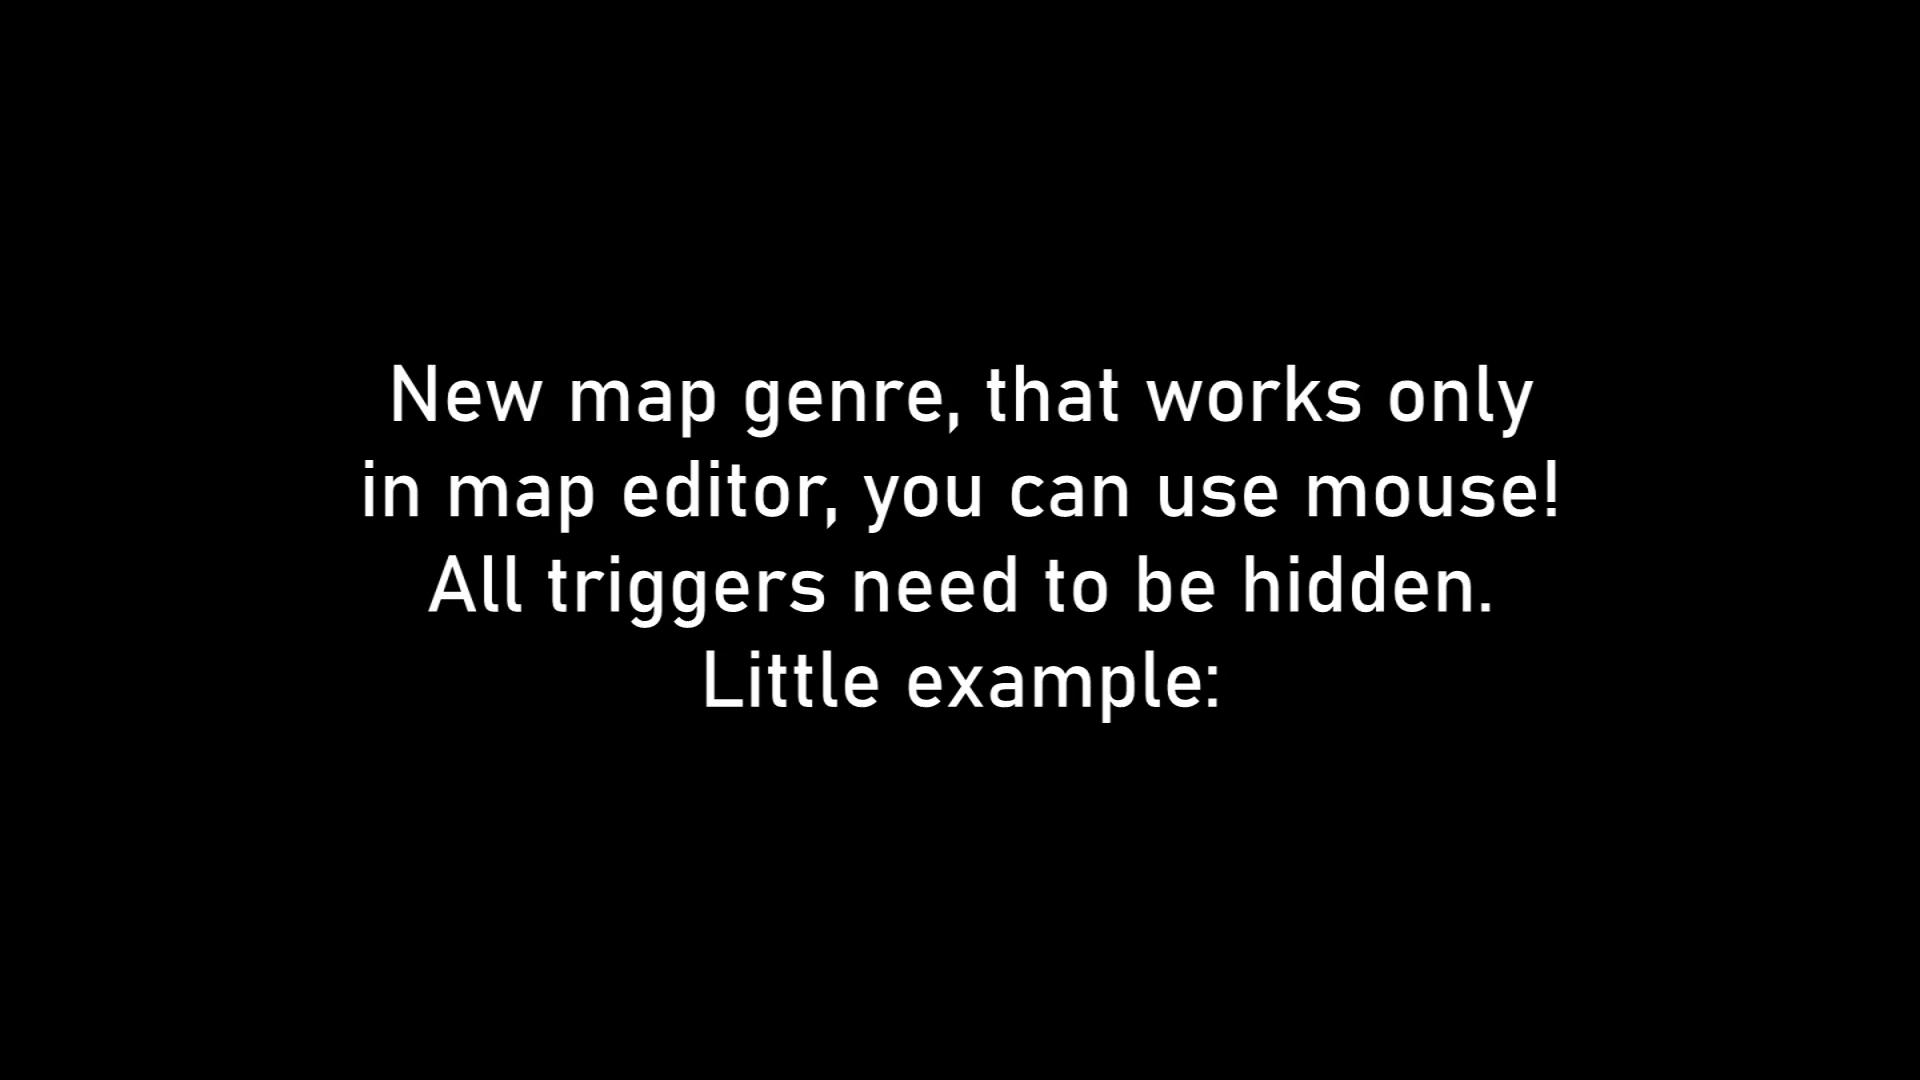 New map genre, that works only
in map editor, you can use mouse!
All triggers need to be hidden.
Little example: